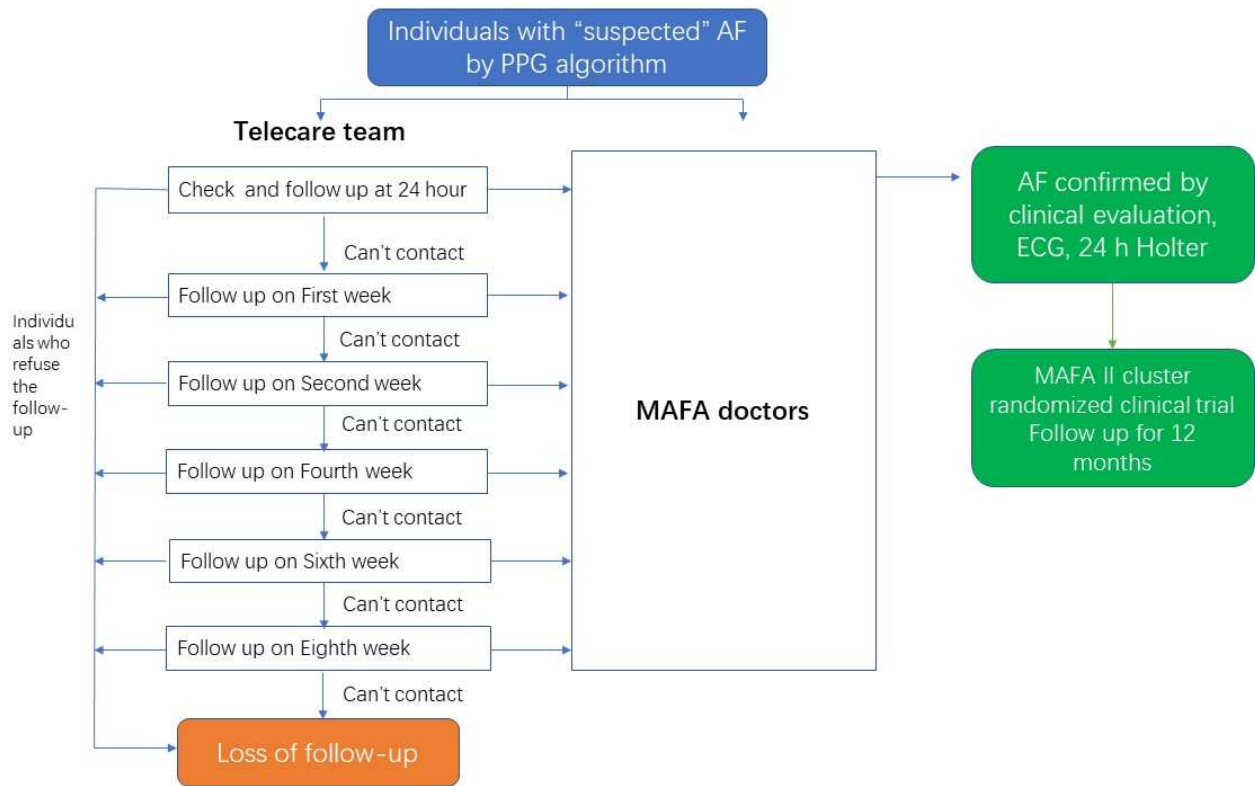 Individuals with “suspected” AF
by PPG algorithm
Telecare team
Check and follow up at 24 hour
Can’t contact
Follow up on First week
Can’t contact
Follow up on Second week
Can’t contact
Follow up on Fourth week
Can’t contact
Follow up on Sixth week
Can’t contact
Follow up on Eighth week
Can’t contact
Loss of follow-up
Individu
als who
refuse
the
follow-
up
MAFA doctors
AF confirmed by
clinical evaluation,
ECG, 24 h Holter
MAFA II cluster
randomized clinical trial
Follow up for 12
months